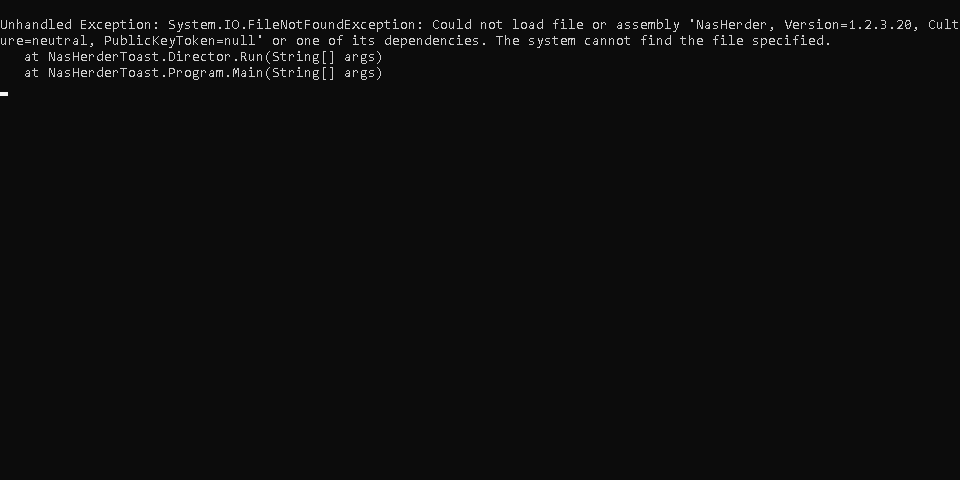 Unhandled Exception: System.IO.FileNotFoundException: Could not load file or assembly 'NasHerder, Version=1.2.3.20, Cult
ure=neutral, PublicKeyToken=null' or one of its dependencies. The system cannot find the file specified.
   at NasHerderToast.Director.Run(String[] args)
   at NasHerderToast.Program.Main(String[] args)